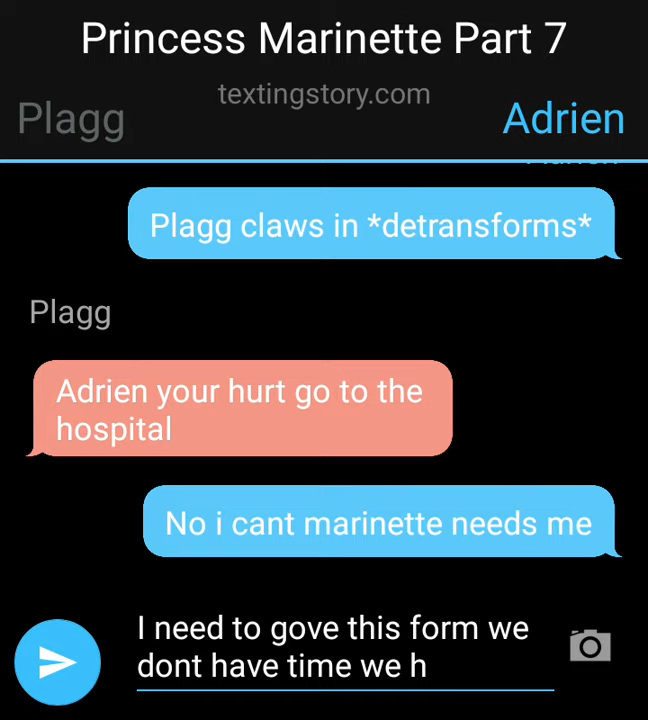 Princess Marinette Part 7
textingstory.com
Plagg
Adrien
Plagg claws in *detransforms*
Plagg
Adrien your hurt go to the
hospital
No i cant marinette needs me
I need to gove this form we
dont have time we h